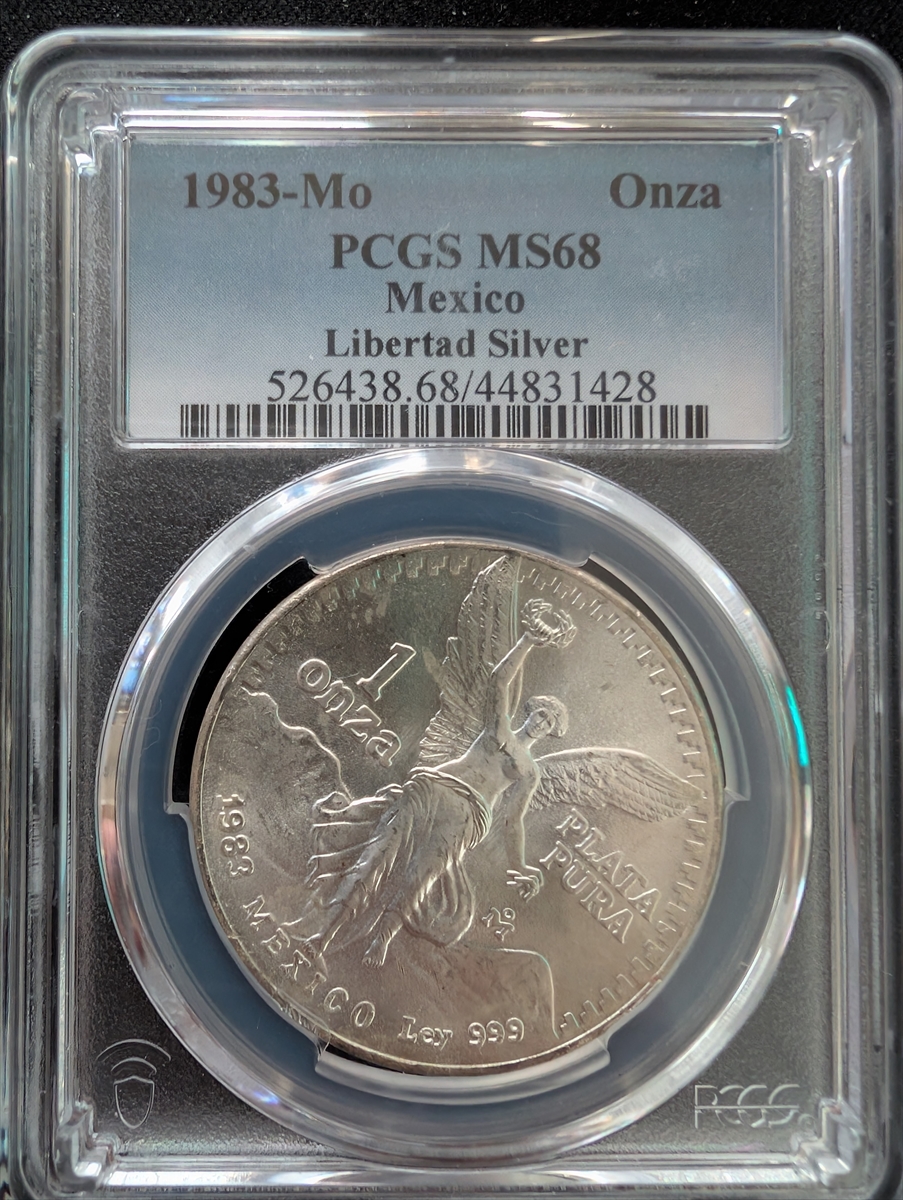 1983-Mo Onza
PCGS MS68
Mexico
Libertad Silver
526438.68/44831428
1
onza
PLATA
PURA
1983 MEXICO Ley 999
PCGS